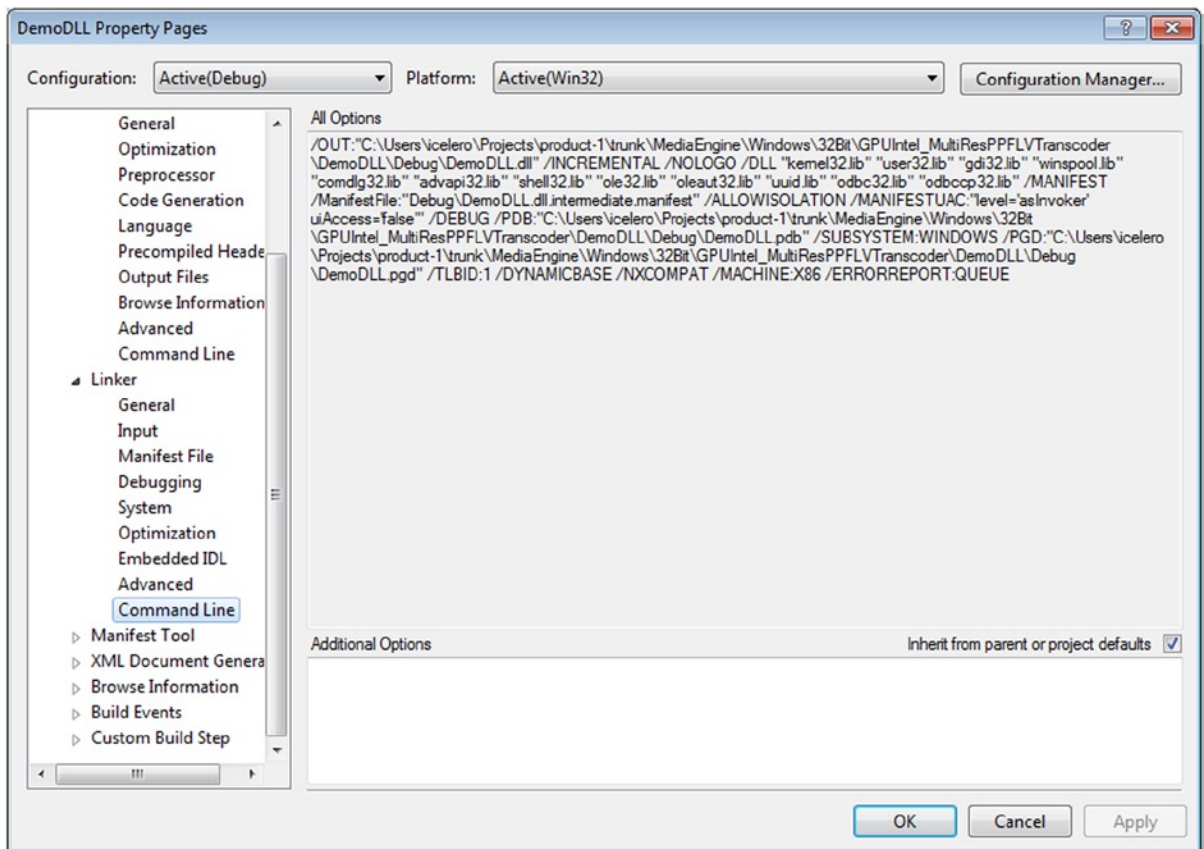 DemoDLL Property Pages
Configuration: Active(Debug) Platform: Active(Win32) Configuration Manager...
General
Optimization
Preprocessor
Code Generation
Language
Precompiled Heade
Output Files
Browse Information
Advanced
Command Line
Linker
General
Input
Manifest File
Debugging
System
Optimization
Embedded IDL
Advanced
Command Line
Manifest Tool
XML Document Genera
Browse Information
Build Events
Custom Build Step
All Options
/OUT:"C:\Users\icelero\Projects\product-1\trunk\MediaEngine\Windows\32Bit\GPUIntel_MultiResPPFLVTranscoder
\DemoDLL\Debug\DemoDLL.dll" /INCREMENTAL /NOLOGO /DLL "kernel32.lib" "user32.lib" "gdi32.lib" "winspool.lib"
"comdlg32.lib" "advapi32.lib" "shell32.lib" "ole32.lib" "oleaut32.lib" "uuid.lib" "odbc32.lib" "odbccp32.lib" /MANIFEST
/ManifestFile:"Debug\DemoDLL.dll.intermediate.manifest" /ALLOWISOLATION /MANIFESTUAC:"level='asInvoker'
uiAccess='false'" /DEBUG /PDB:"C:\Users\icelero\Projects\product-1\trunk\MediaEngine\Windows\32Bit
\GPUIntel_MultiResPPFLVTranscoder\DemoDLL\Debug\DemoDLL.pdb" /SUBSYSTEM:WINDOWS /PGD:"C:\Users\icelero
\Projects\product-1\trunk\MediaEngine\Windows\32Bit\GPUIntel_MultiResPPFLVTranscoder\DemoDLL\Debug
\DemoDLL.pgd" /TLBID:1 /DYNAMICBASE /NXCOMPAT /MACHINE:X86 /ERRORREPORT:QUEUE
Additional Options Inherit from parent or project defaults
OK Cancel Apply